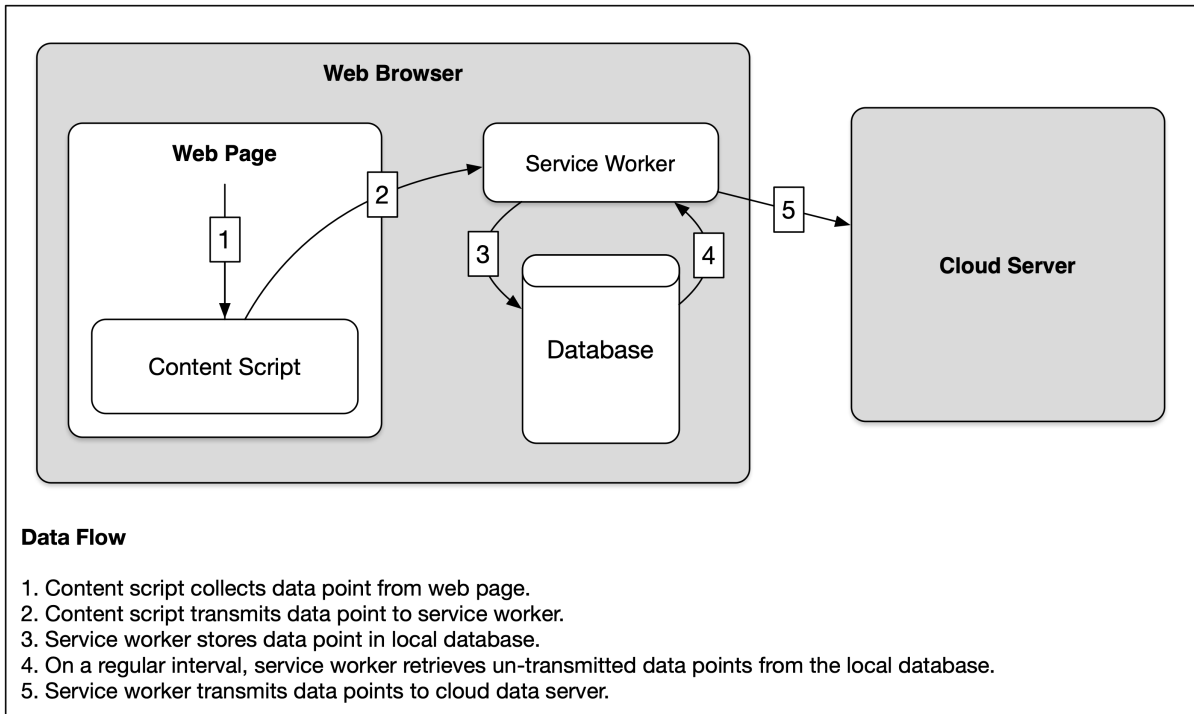 Web Browser
Web Page
1
Content Script
2
Service Worker
3
4
Database
5
Cloud Server
Data Flow
1. Content script collects data point from web page.
2. Content script transmits data point to service worker.
3. Service worker stores data point in local database.
4. On a regular interval, service worker retrieves un-transmitted data points from the local database.
5. Service worker transmits data points to cloud data server.